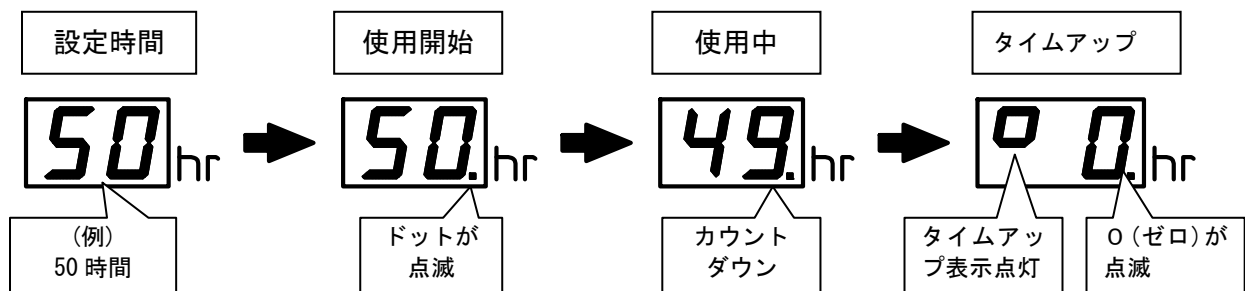 設定時間
使用開始
使用中
タイムアップ
50hr
50.hr
49.hr
o 0.hr
(例)
50時間
ドットが
点滅
カウント
ダウン
タイムアッ
プ表示点灯
0(ゼロ)が
点滅